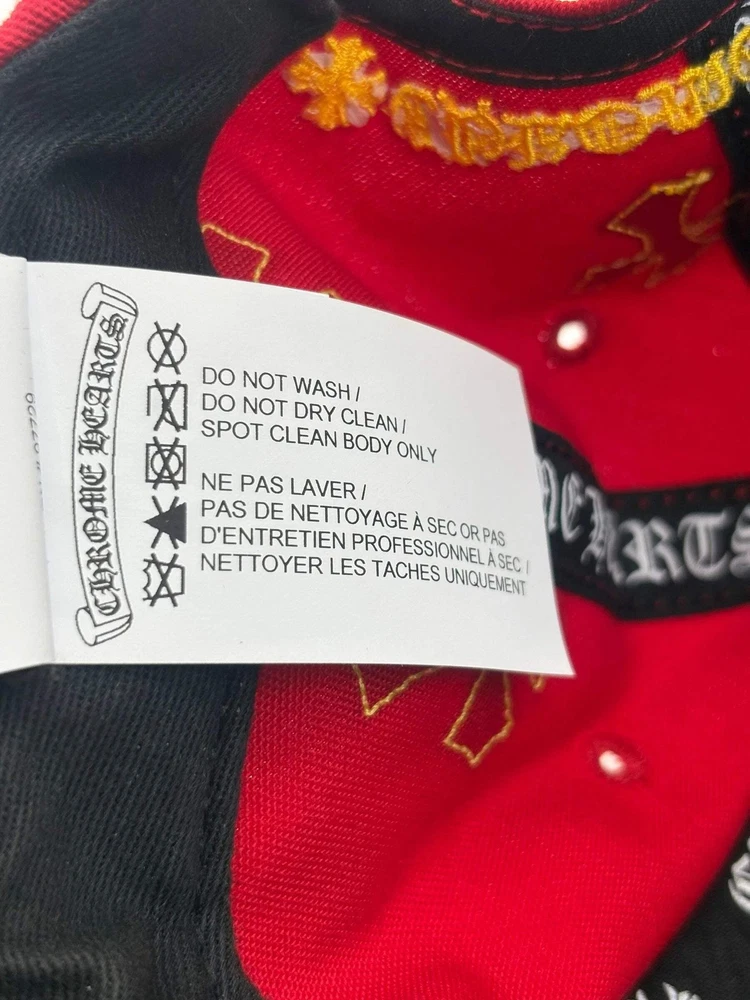 CHROME HEARTS
DO NOT WASH /
DO NOT DRY CLEAN /
SPOT CLEAN BODY ONLY
NE PAS LAVER /
PAS DE NETTOYAGE À SEC OR PAS
D'ENTRETIEN PROFESSIONNEL À SEC /
NETTOYER LES TACHES UNIQUEMENT
HEARTS